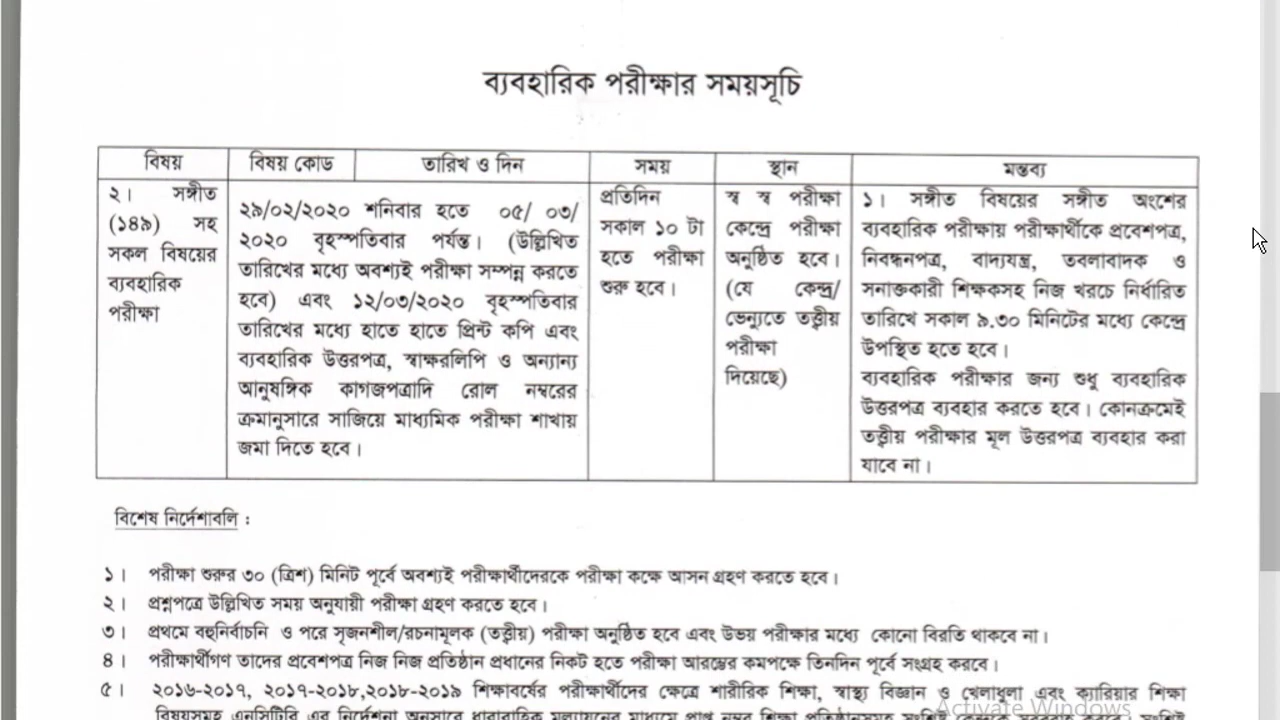 ব্যবহারিক পরীক্ষার সময়সূচি
বিষয় বিষয় কোড তারিখ ও দিন সময় স্থান মন্তব্য
২। সঙ্গীত
(১৪৯) সহ
সকল বিষয়ের
ব্যবহারিক
পরীক্ষা
২৯/০২/২০২০ শনিবার হতে ০৫/ ০৩/
২০২০ বৃহস্পতিবার পর্যন্ত। (উল্লিখিত
তারিখের মধ্যে অবশ্যই পরীক্ষা সম্পন্ন করতে
হবে) এবং ১২/০৩/২০২০ বৃহস্পতিবার
তারিখের মধ্যে হাতে হাতে প্রিন্ট কপি এবং
ব্যবহারিক উত্তরপত্র, স্বাক্ষরলিপি ও অন্যান্য
আনুষঙ্গিক কাগজপত্রাদি রোল নম্বরের
ক্রমানুসারে সাজিয়ে মাধ্যমিক পরীক্ষা শাখায়
জমা দিতে হবে।
প্রতিদিন
সকাল ১০ টা
হতে পরীক্ষা
শুরু হবে।
স্ব স্ব পরীক্ষা
কেন্দ্রে পরীক্ষা
অনুষ্ঠিত হবে।
(যে কেন্দ্র/
ভেন্যুতে তত্ত্বীয়
পরীক্ষা
দিয়েছে)
১। সঙ্গীত বিষয়ের সঙ্গীত অংশের
ব্যবহারিক পরীক্ষায় পরীক্ষার্থীকে প্রবেশপত্র,
নিবন্ধনপত্র, বাদ্যযন্ত্র, তবলাবাদক ও
সনাক্তকারী শিক্ষকসহ নিজ খরচে নির্ধারিত
তারিখে সকাল ৯.৩০ মিনিটের মধ্যে কেন্দ্রে
উপস্থিত হতে হবে।
ব্যবহারিক পরীক্ষার জন্য শুধু ব্যবহারিক
উত্তরপত্র ব্যবহার করতে হবে। কোনক্রমেই
তত্ত্বীয় পরীক্ষার মূল উত্তরপত্র ব্যবহার করা
যাবে না।
বিশেষ নির্দেশাবলি :
১। পরীক্ষা শুরুর ৩০ (ত্রিশ) মিনিট পূর্বে অবশ্যই পরীক্ষার্থীদেরকে পরীক্ষা কক্ষে আসন গ্রহণ করতে হবে।
২। প্রশ্নপত্রে উল্লিখিত সময় অনুযায়ী পরীক্ষা গ্রহণ করতে হবে।
৩। প্রথমে বহুনির্বাচনি ও পরে সৃজনশীল/রচনামূলক (তত্ত্বীয়) পরীক্ষা অনুষ্ঠিত হবে এবং উভয় পরীক্ষার মধ্যে কোনো বিরতি থাকবে না।
৪। পরীক্ষার্থীগণ তাদের প্রবেশপত্র নিজ নিজ প্রতিষ্ঠান প্রধানের নিকট হতে পরীক্ষা আরম্ভের কমপক্ষে তিনদিন পূর্বে সংগ্রহ করবে।
৫। ২০১৬-২০১৭, ২০১৭-২০১৮,২০১৮-২০১৯ শিক্ষাবর্ষের পরীক্ষার্থীদের ক্ষেত্রে শারীরিক শিক্ষা, স্বাস্থ্য বিজ্ঞান ও খেলাধুলা এবং ক্যারিয়ার শিক্ষা
Activate Windows